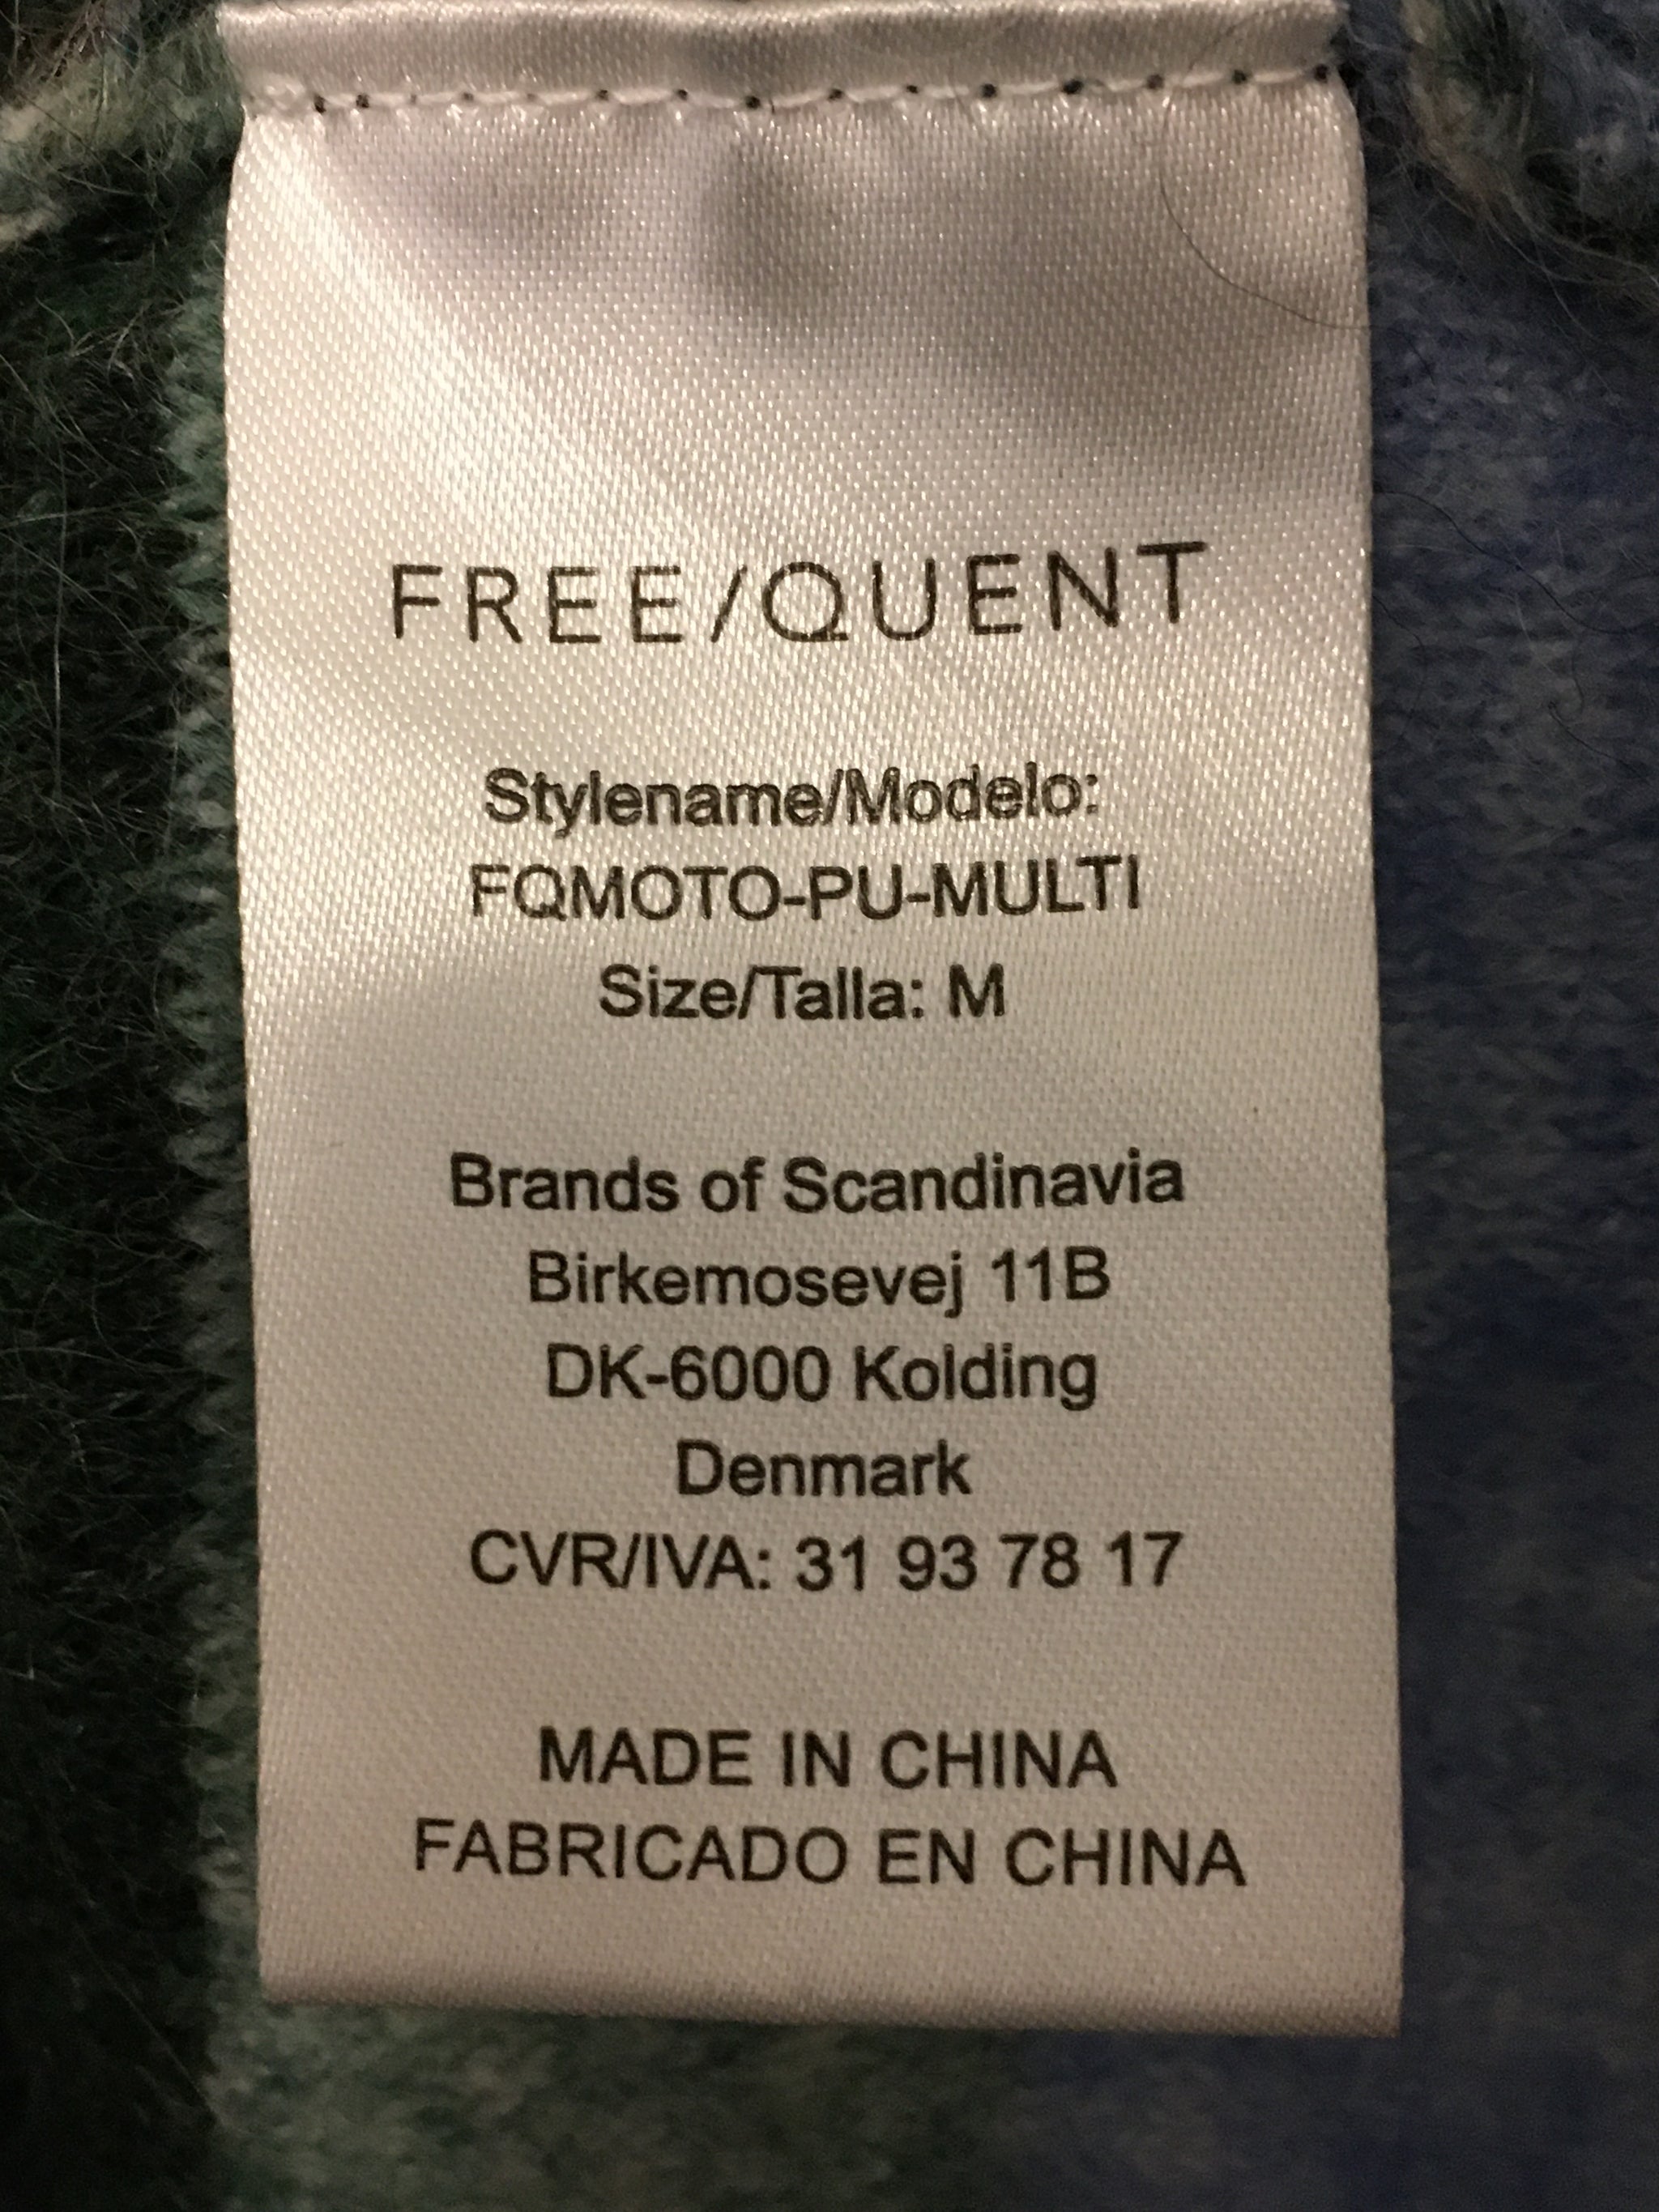 FREE/QUENT
Stylename/Modelo:
FQMOTO-PU-MULTI
Size/Talla: M
Brands of Scandinavia
Birkemosevej 11B
DK-6000 Kolding
Denmark
CVR/IVA: 31 93 78 17
MADE IN CHINA
FABRICADO EN CHINA